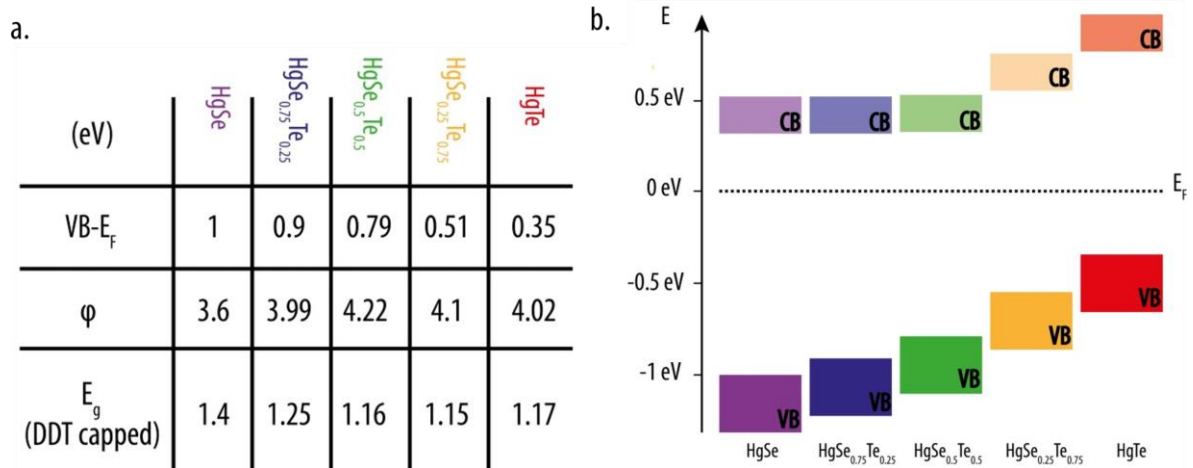 a.
(eV) HgSe HgSe0.75Te0.25 HgSe0.5Te0.5 HgSe0.25Te0.75 HgTe
VB-EF 1 0.9 0.79 0.51 0.35
φ 3.6 3.99 4.22 4.1 4.02
Eg
(DDT capped) 1.4 1.25 1.16 1.15 1.17
b.
E
CB
CB
0.5 eV CB CB CB
0 eV EF
-0.5 eV VB
VB
-1 eV VB
VB VB
HgSe HgSe0.75Te0.25 HgSe0.5Te0.5 HgSe0.25Te0.75 HgTe